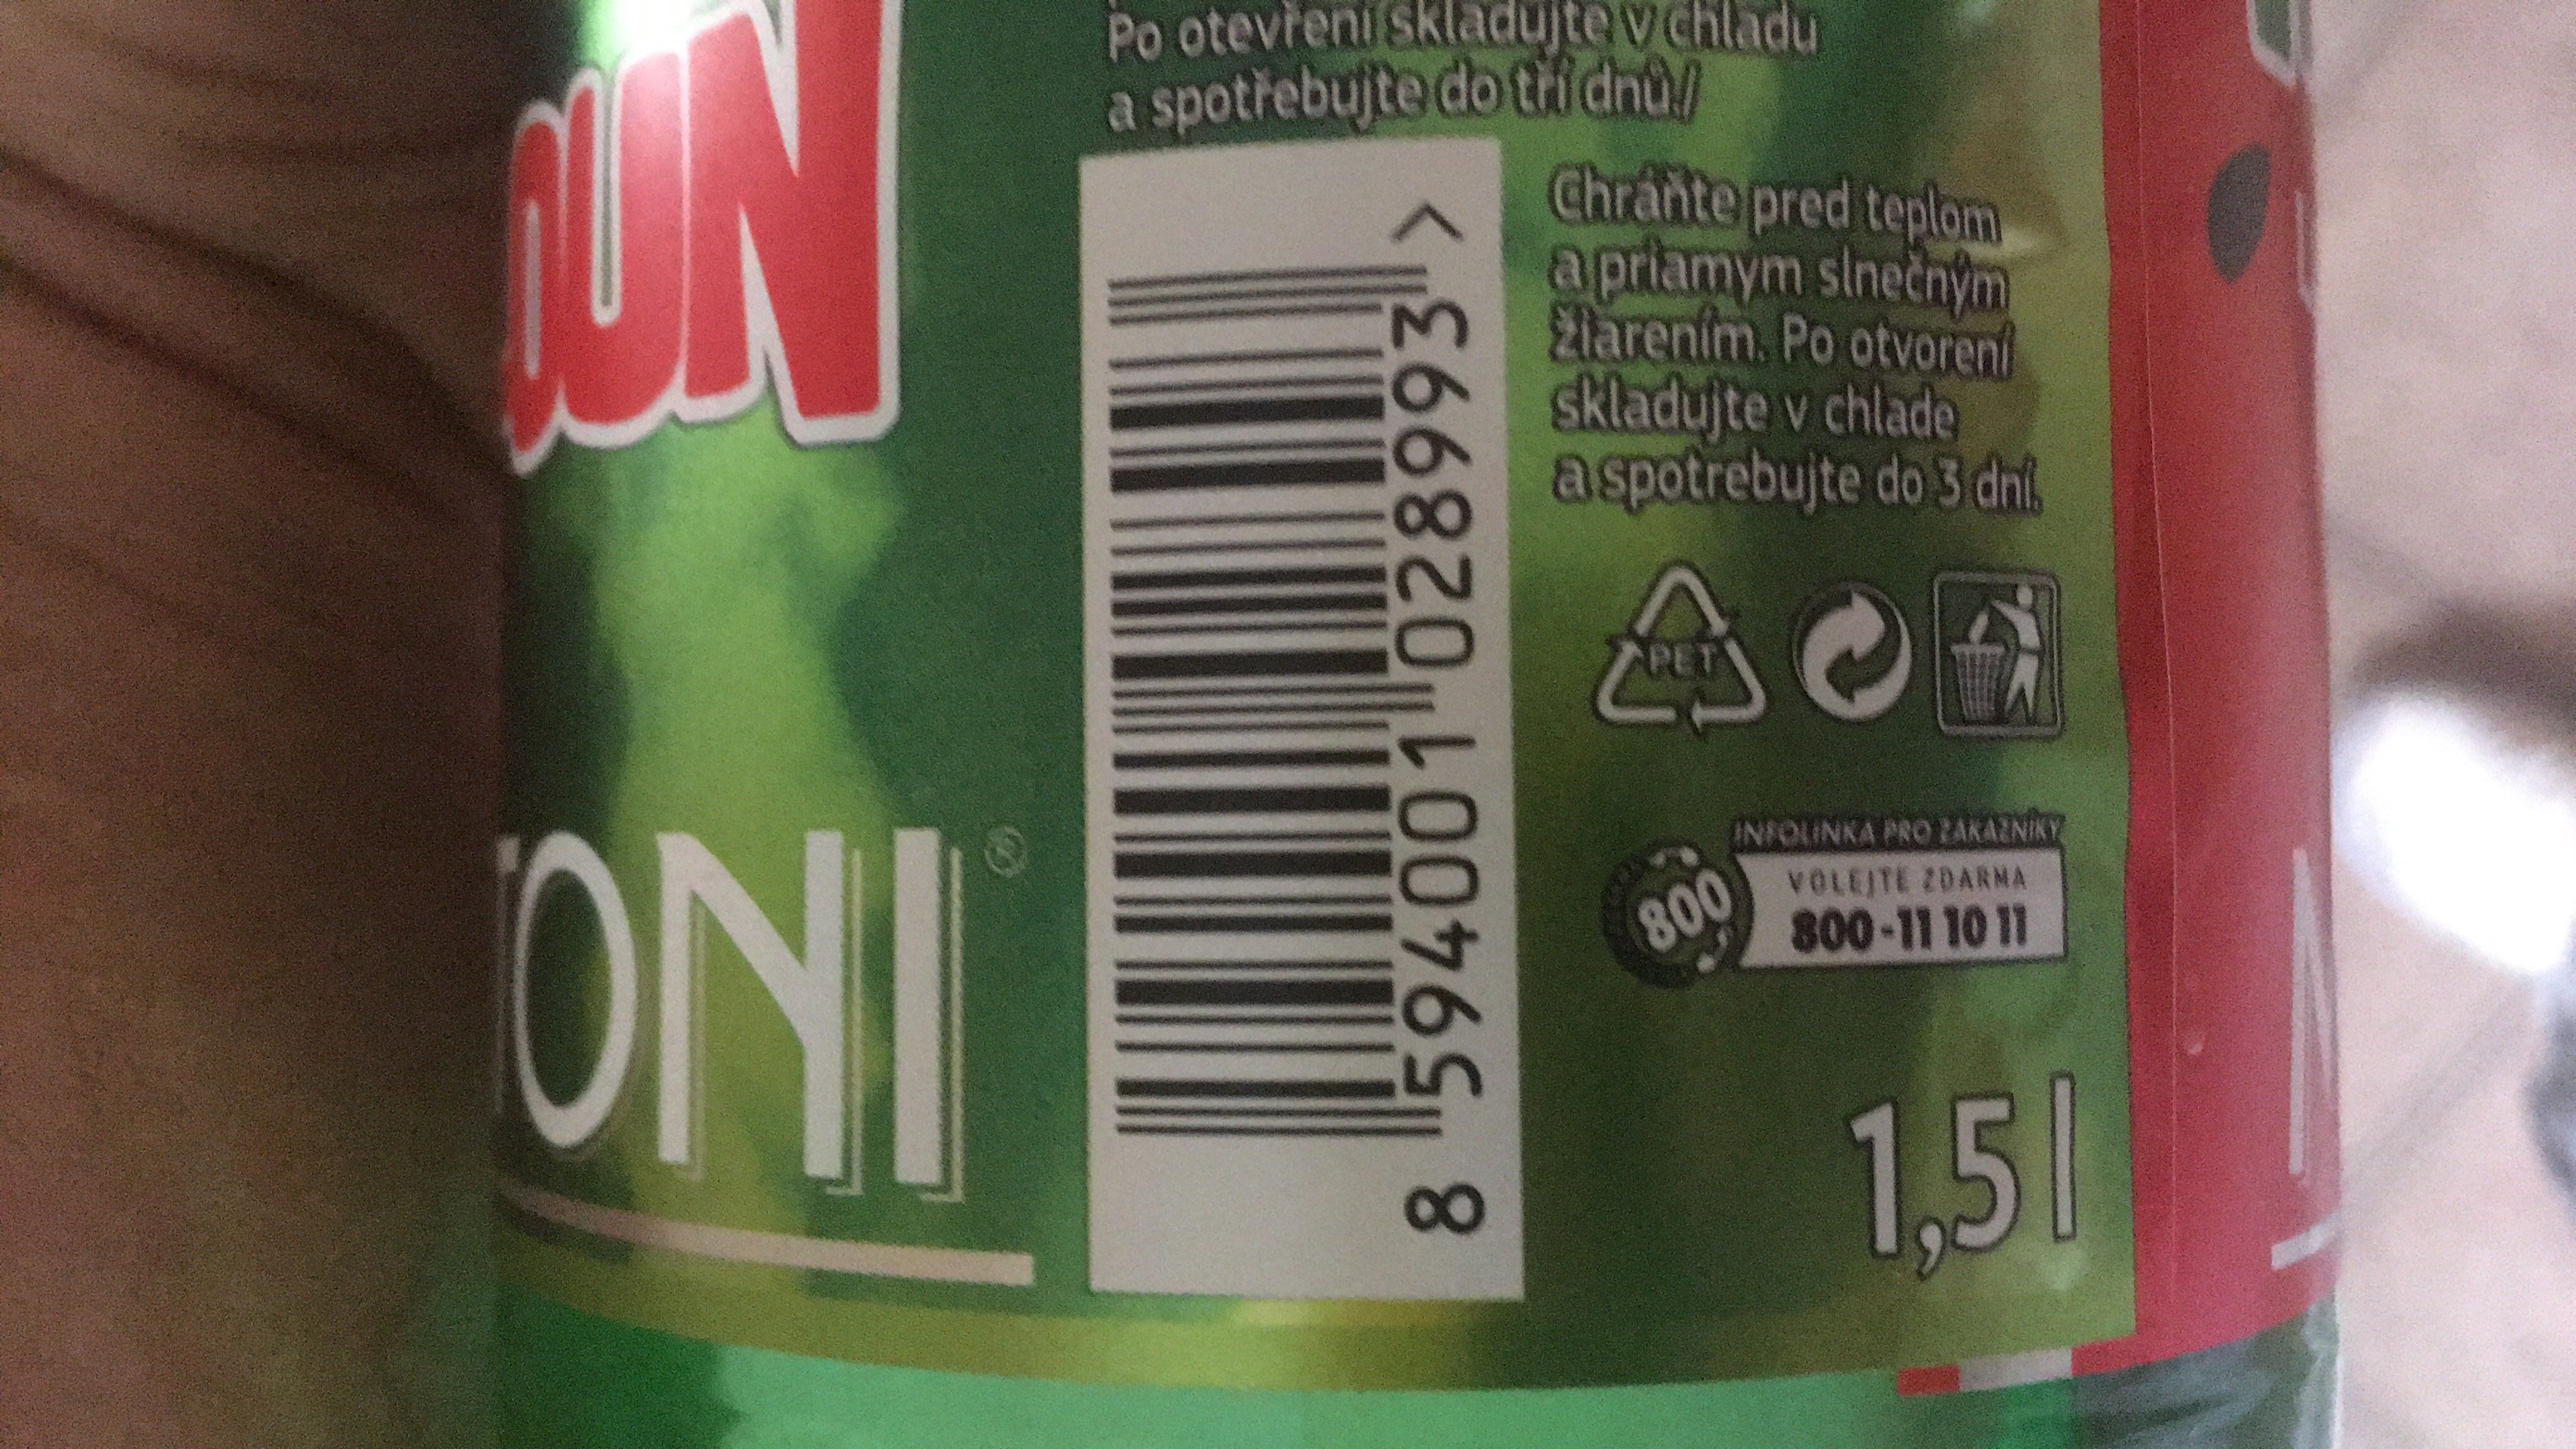 Po otevření skladujte v chladu
a spotřebujte do tří dnů./
Chráňte pred teplom
a priamym slnečným
žiarením. Po otvorení
skladujte v chlade
a spotrebujte do 3 dní.
8 594001 028993 >
PET
INFOLINKA PRO ZÁKAZNÍKY
VOLEJTE ZDARMA
800
800-11 10 11
1,5 l
OUN
TONI®